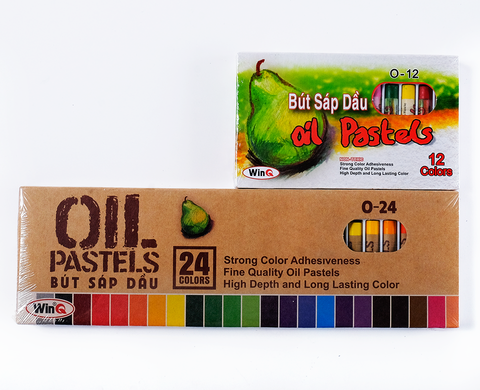 O-12
Bút Sáp Dầu
Oil Pastels
NON-TOXIC
Strong Color Adhesiveness
Fine Quality Oil Pastels
High Depth and Long Lasting Color
12
Colors
WinQ
O-24
OIL
PASTELS
BÚT SÁP DẦU
24
COLORS
Strong Color Adhesiveness
Fine Quality Oil Pastels
High Depth and Long Lasting Color
WinQ